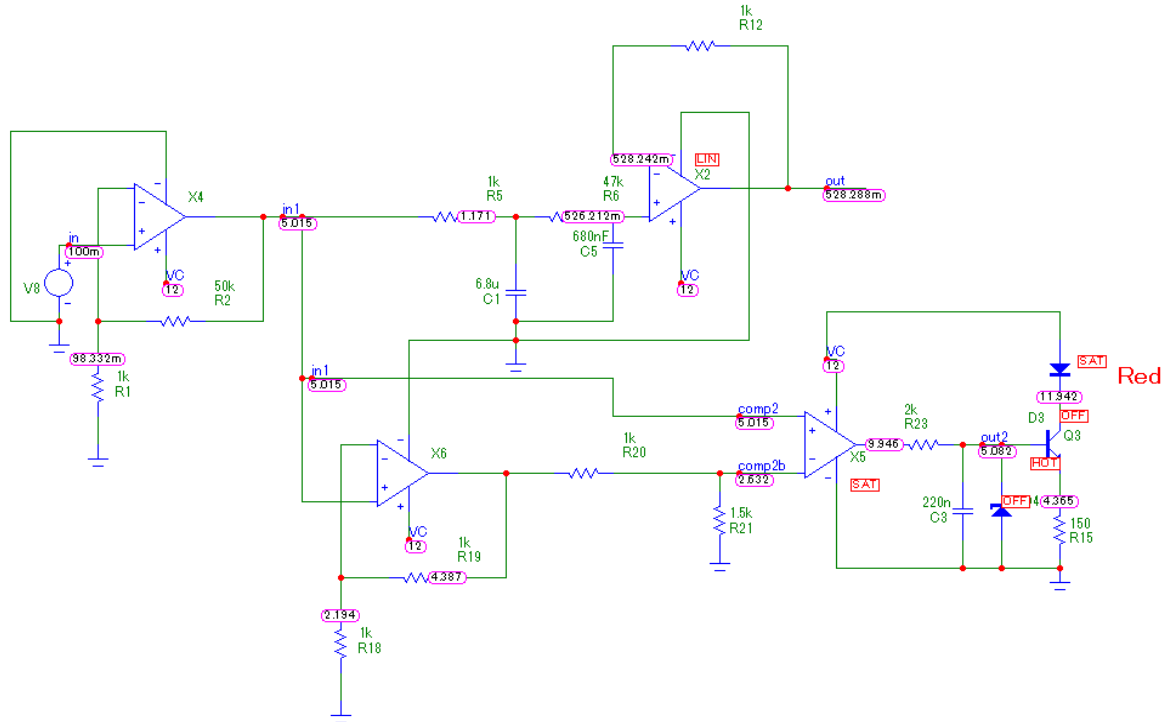 1k
R12
528.242m
LIN
X2
out
528.288m
X4
in1
5.015
1k
R5
1.171
47k
R6
526.212m
in
100m
V8
VC
12
680nF
C5
VC
12
50k
R2
6.8u
C1
98.332m
1k
R1
in1
5.015
VC
12
SAT
Red
11.942
comp2
5.015
2k
R23
D3
OFF
Q3
X6
1k
R20
9.946
X5
out2
5.082
HOT
comp2b
2.632
SAT
VC
12
1.5k
R21
220n
C3
OFF
04
4.365
150
R15
1k
R19
4.387
2.194
1k
R18